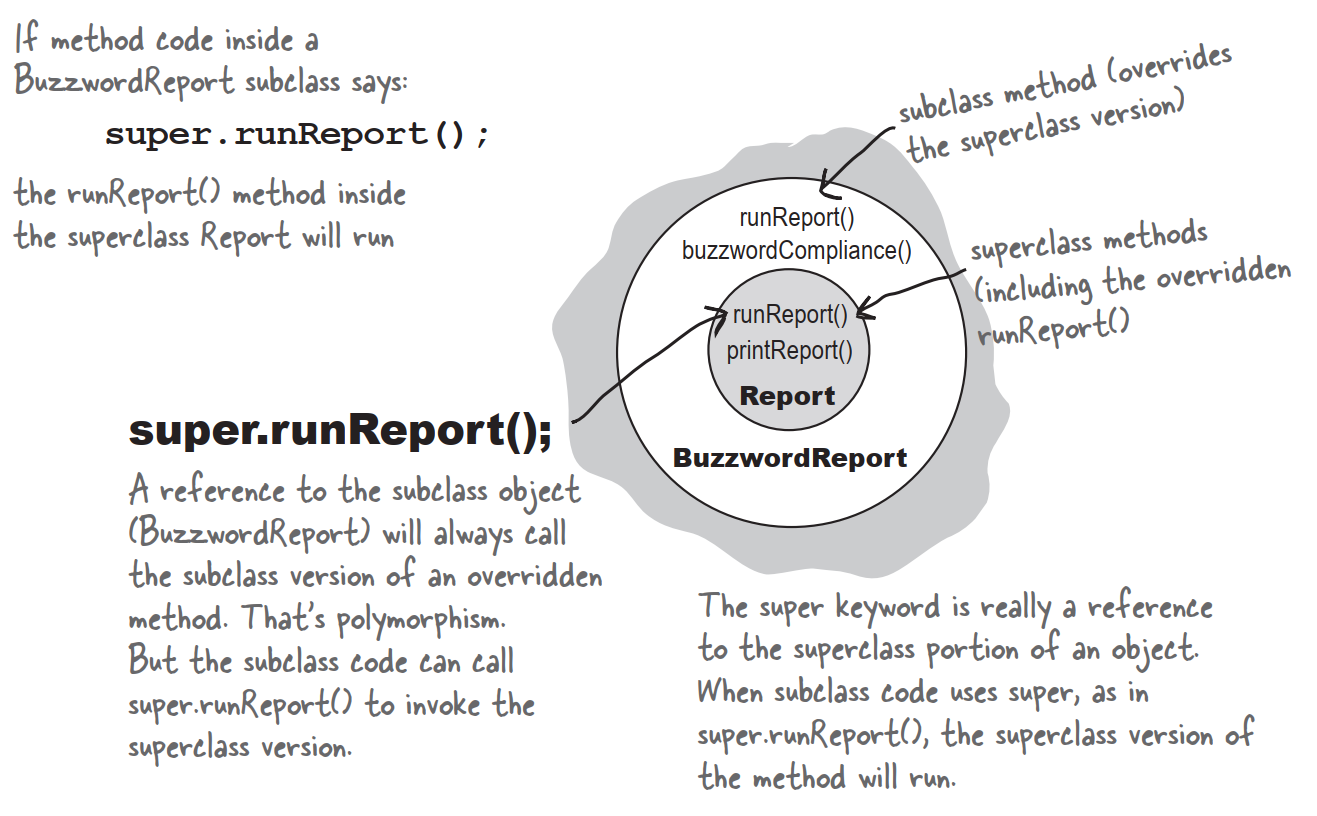 If method code inside a
BuzzwordReport subclass says:
super.runReport();
the runReport() method inside
the superclass Report will run
subclass method (overrides
the superclass version)
runReport()
buzzwordCompliance()
superclass methods
(including the overridden
runReport()
runReport()
printReport()
Report
BuzzwordReport
super.runReport();
A reference to the subclass object
(BuzzwordReport) will always call
the subclass version of an overridden
method. That's polymorphism.
But the subclass code can call
super.runReport() to invoke the
superclass version.
The super keyword is really a reference
to the superclass portion of an object.
When subclass code uses super, as in
super.runReport(), the superclass version of
the method will run.